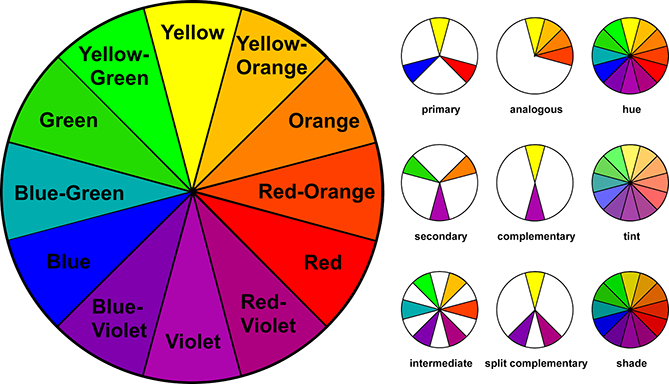 Yellow
Yellow-
Orange
Orange
Red-Orange
Red
Red-
Violet
Violet
Blue-
Violet
Blue
Blue-Green
Green
Yellow-
Green
primary
analogous
hue
secondary
complementary
tint
intermediate
split complementary
shade